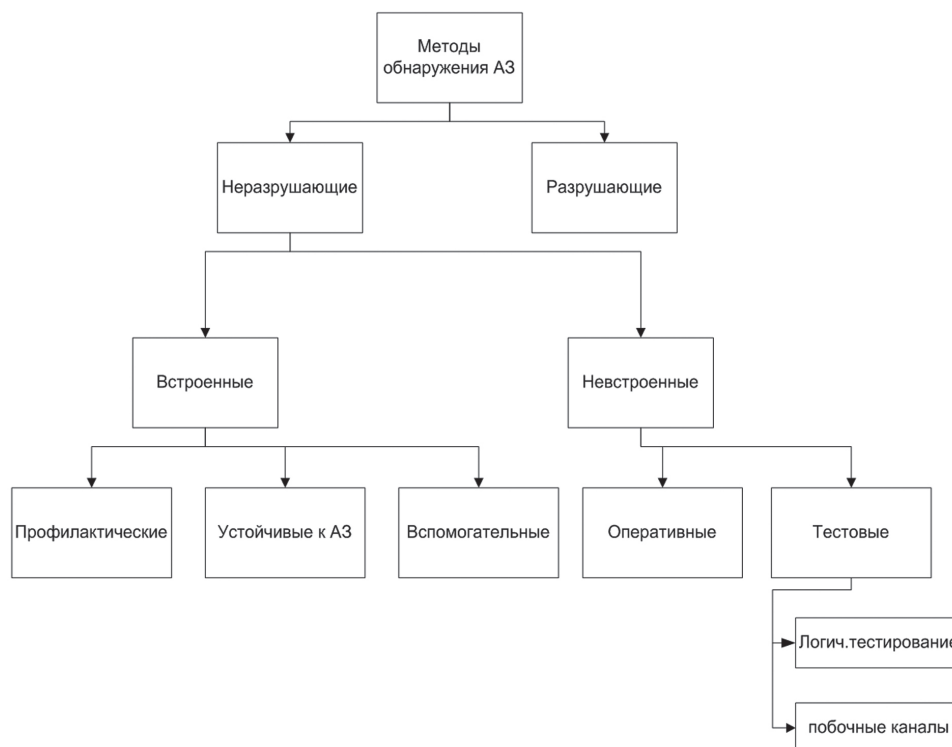 Методы
обнаружения АЗ
Неразрушающие
Разрушающие
Встроенные
Невстроенные
Профилактические
Устойчивые к АЗ
Вспомогательные
Оперативные
Тестовые
Логич.тестирование
побочные каналы